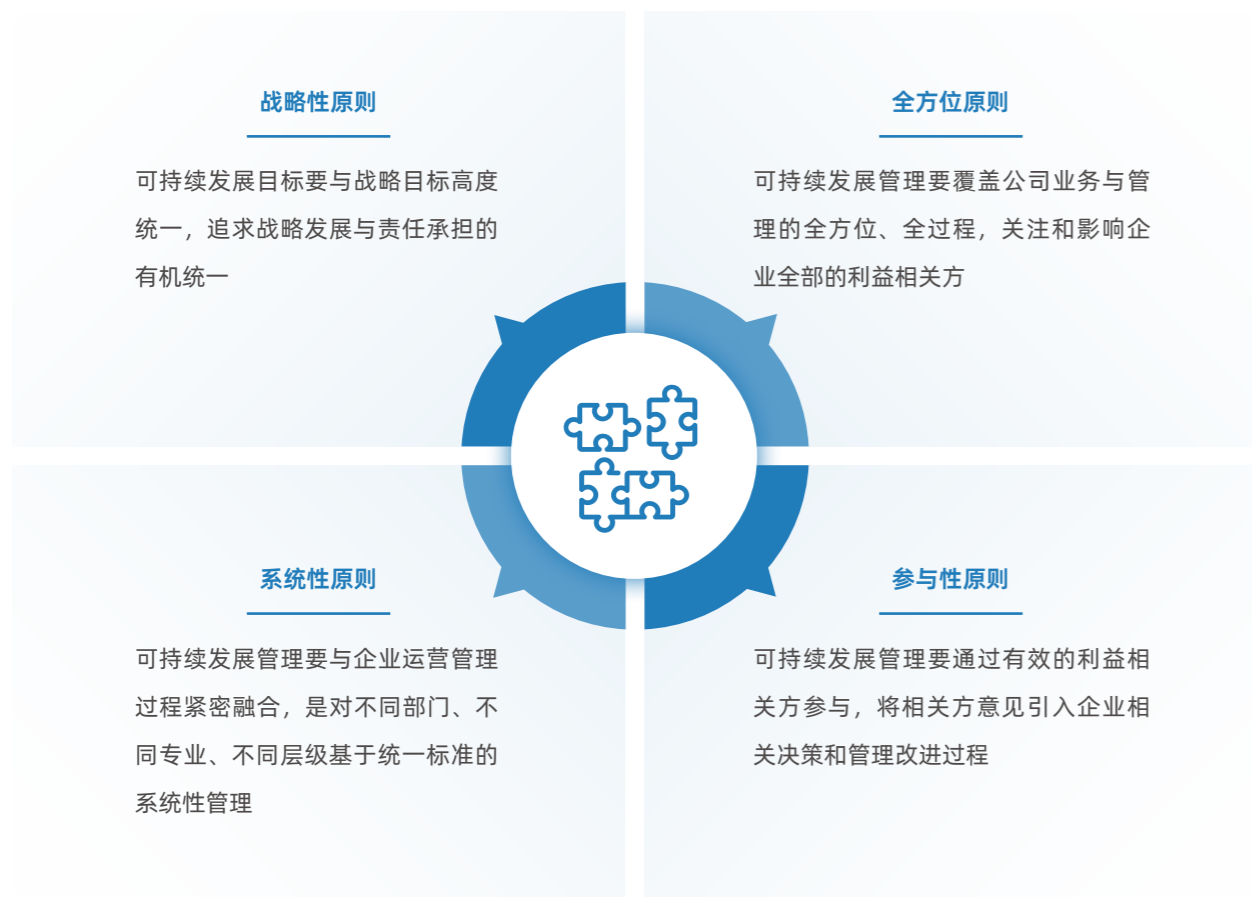 战略性原则
可持续发展目标要与战略目标高度
统一，追求战略发展与责任承担的
有机统一
全方位原则
可持续发展管理要覆盖公司业务与管
理的全方位、全过程，关注和影响企
业全部的利益相关方
系统性原则
可持续发展管理要与企业运营管理
过程紧密融合，是对不同部门、不
同专业、不同层级基于统一标准的
系统性管理
参与性原则
可持续发展管理要通过有效的利益相
关方参与，将相关方意见引入企业相
关决策和管理改进过程